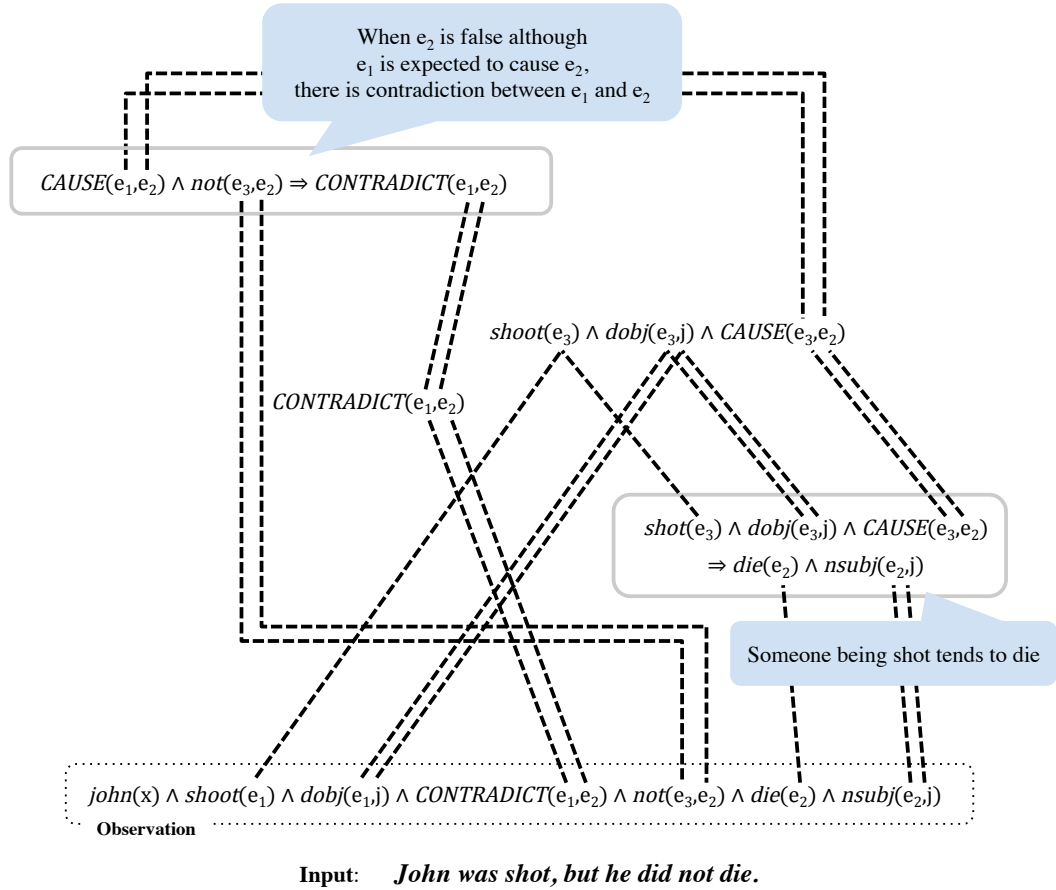 When e₂ is false although
e₁ is expected to cause e₂,
there is contradiction between e₁ and e₂
CAUSE(e₁,e₂) ∧ not(e₃,e₂) ⇒ CONTRADICT(e₁,e₂)
shoot(e₃) ∧ dobj(e₃,j) ∧ CAUSE(e₃,e₂)
CONTRADICT(e₁,e₂)
shot(e₃) ∧ dobj(e₃,j) ∧ CAUSE(e₃,e₂)
⇒ die(e₂) ∧ nsubj(e₂,j)
Someone being shot tends to die
john(x) ∧ shoot(e₁) ∧ dobj(e₁,j) ∧ CONTRADICT(e₁,e₂) ∧ not(e₃,e₂) ∧ die(e₂) ∧ nsubj(e₂,j)
Observation
Input: John was shot, but he did not die.